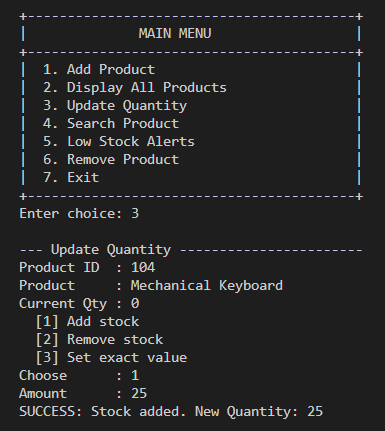 +-----------------------------------------+
|              MAIN MENU                  |
+-----------------------------------------+
|  1. Add Product                         |
|  2. Display All Products                |
|  3. Update Quantity                     |
|  4. Search Product                      |
|  5. Low Stock Alerts                    |
|  6. Remove Product                      |
|  7. Exit                                |
+-----------------------------------------+
Enter choice: 3

--- Update Quantity -----------------------
Product ID  : 104
Product     : Mechanical Keyboard
Current Qty : 0
  [1] Add stock
  [2] Remove stock
  [3] Set exact value
Choose      : 1
Amount      : 25
SUCCESS: Stock added. New Quantity: 25